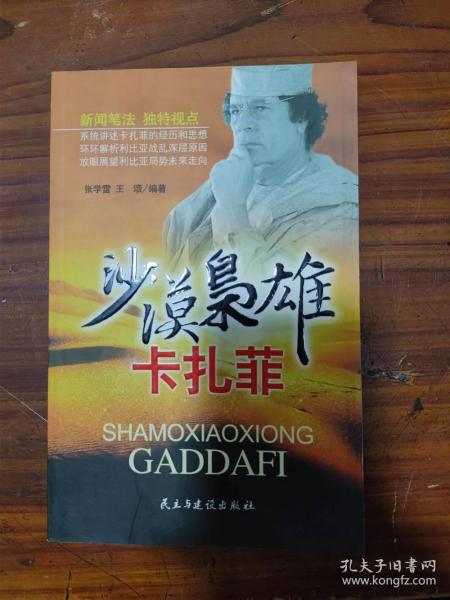 新闻笔法 独特视点
系统讲述卡扎菲的经历和思想
环环解析利比亚战乱深层原因
放眼展望利比亚局势未来走向
张学雷 王 颂/编著
沙漠枭雄
卡扎菲
SHAMOXIAOXIONG
GADDAFI
民主与建设出版社
孔夫子旧书网
www.kongfz.com